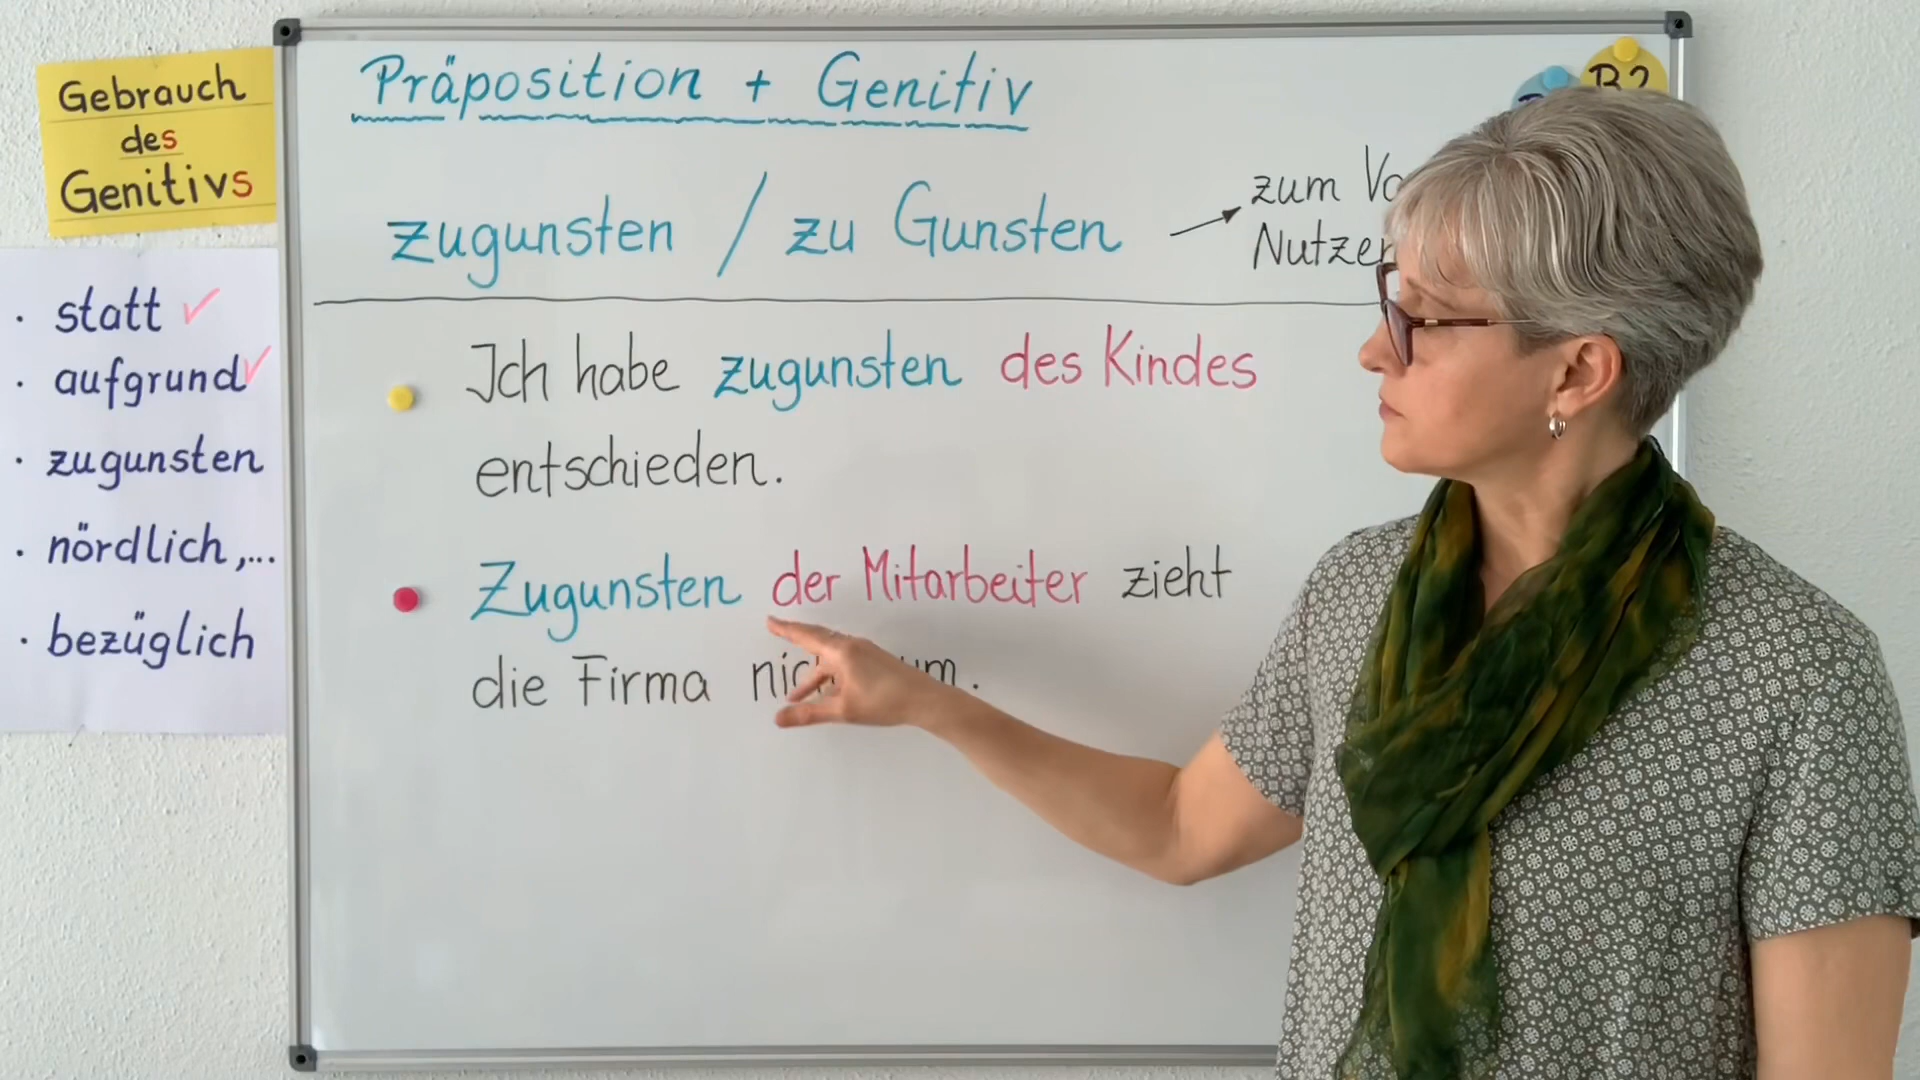 Gebrauch
des
Genitivs
· statt ✓
· aufgrund ✓
· zugunsten
· nördlich,...
· bezüglich
Präposition + Genitiv
B2
zugunsten / zu Gunsten → zum
Ich habe zugunsten des Kindes
entschieden.
Zugunsten der Mitarbeiter zieht
die Firma